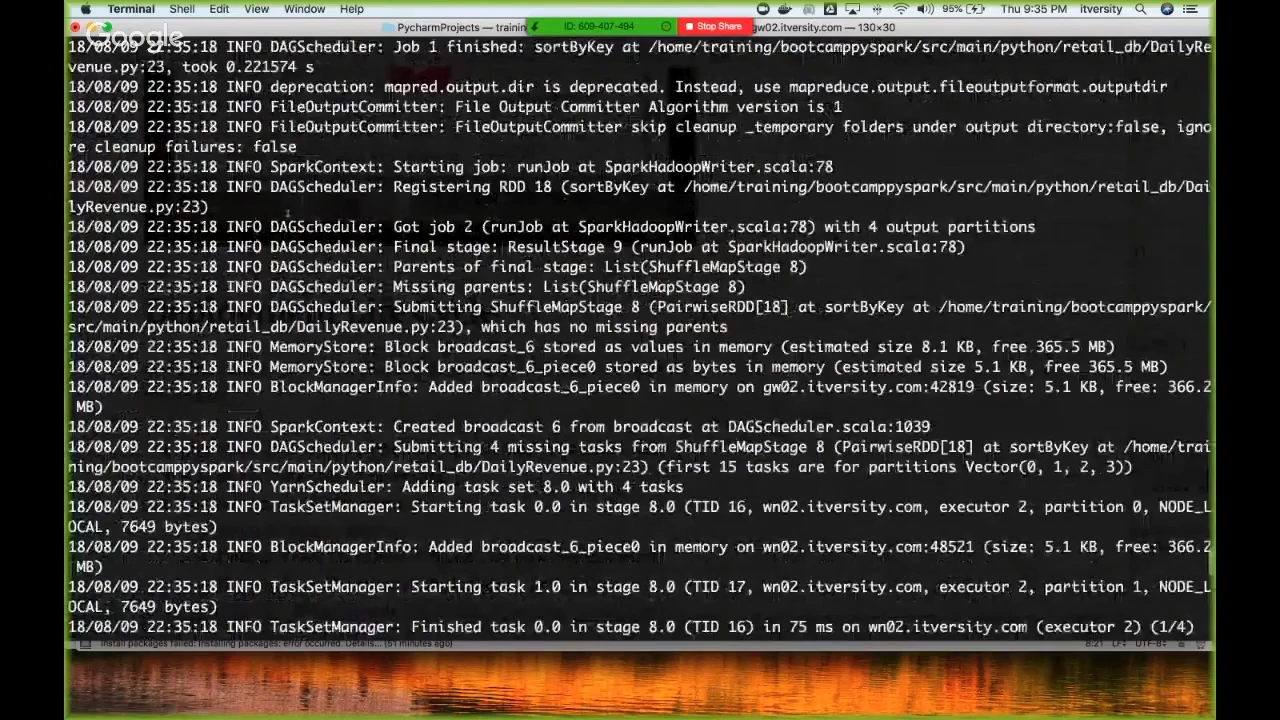 Terminal Shell Edit View Window Help 95% Thu 9:35 PM itversity
PycharmProjects — trainin ID: 609-407-494 Stop Share gw02.itversity.com — 130×30
Google
18/08/09 22:35:18 INFO DAGScheduler: Job 1 finished: sortByKey at /home/training/bootcamppyspark/src/main/python/retail_db/DailyRe
venue.py:23, took 0.221574 s
18/08/09 22:35:18 INFO deprecation: mapred.output.dir is deprecated. Instead, use mapreduce.output.fileoutputformat.outputdir
18/08/09 22:35:18 INFO FileOutputCommitter: File Output Committer Algorithm version is 1
18/08/09 22:35:18 INFO FileOutputCommitter: FileOutputCommitter skip cleanup _temporary folders under output directory:false, igno
re cleanup failures: false
18/08/09 22:35:18 INFO SparkContext: Starting job: runJob at SparkHadoopWriter.scala:78
18/08/09 22:35:18 INFO DAGScheduler: Registering RDD 18 (sortByKey at /home/training/bootcamppyspark/src/main/python/retail_db/Dai
lyRevenue.py:23)
18/08/09 22:35:18 INFO DAGScheduler: Got job 2 (runJob at SparkHadoopWriter.scala:78) with 4 output partitions
18/08/09 22:35:18 INFO DAGScheduler: Final stage: ResultStage 9 (runJob at SparkHadoopWriter.scala:78)
18/08/09 22:35:18 INFO DAGScheduler: Parents of final stage: List(ShuffleMapStage 8)
18/08/09 22:35:18 INFO DAGScheduler: Missing parents: List(ShuffleMapStage 8)
18/08/09 22:35:18 INFO DAGScheduler: Submitting ShuffleMapStage 8 (PairwiseRDD[18] at sortByKey at /home/training/bootcamppyspark/
src/main/python/retail_db/DailyRevenue.py:23), which has no missing parents
18/08/09 22:35:18 INFO MemoryStore: Block broadcast_6 stored as values in memory (estimated size 8.1 KB, free 365.5 MB)
18/08/09 22:35:18 INFO MemoryStore: Block broadcast_6_piece0 stored as bytes in memory (estimated size 5.1 KB, free 365.5 MB)
18/08/09 22:35:18 INFO BlockManagerInfo: Added broadcast_6_piece0 in memory on gw02.itversity.com:42819 (size: 5.1 KB, free: 366.2
MB)
18/08/09 22:35:18 INFO SparkContext: Created broadcast 6 from broadcast at DAGScheduler.scala:1039
18/08/09 22:35:18 INFO DAGScheduler: Submitting 4 missing tasks from ShuffleMapStage 8 (PairwiseRDD[18] at sortByKey at /home/trai
ning/bootcamppyspark/src/main/python/retail_db/DailyRevenue.py:23) (first 15 tasks are for partitions Vector(0, 1, 2, 3))
18/08/09 22:35:18 INFO YarnScheduler: Adding task set 8.0 with 4 tasks
18/08/09 22:35:18 INFO TaskSetManager: Starting task 0.0 in stage 8.0 (TID 16, wn02.itversity.com, executor 2, partition 0, NODE_L
OCAL, 7649 bytes)
18/08/09 22:35:18 INFO BlockManagerInfo: Added broadcast_6_piece0 in memory on wn02.itversity.com:48521 (size: 5.1 KB, free: 366.2
MB)
18/08/09 22:35:18 INFO TaskSetManager: Starting task 1.0 in stage 8.0 (TID 17, wn02.itversity.com, executor 2, partition 1, NODE_L
OCAL, 7649 bytes)
18/08/09 22:35:18 INFO TaskSetManager: Finished task 0.0 in stage 8.0 (TID 16) in 75 ms on wn02.itversity.com (executor 2) (1/4)
Install packages failed: Installing packages: error occurred. Details... (51 minutes ago) 8:21 LF÷ UTF-8÷